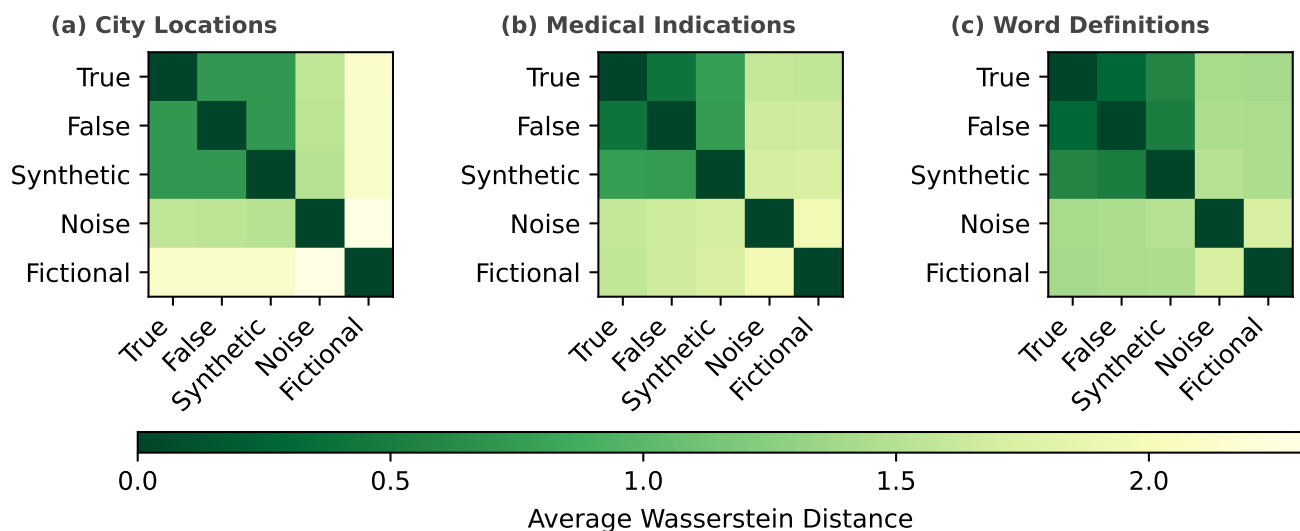 (a) City Locations
True
False
Synthetic
Noise
Fictional
True
False
Synthetic
Noise
Fictional
(b) Medical Indications
True
False
Synthetic
Noise
Fictional
True
False
Synthetic
Noise
Fictional
(c) Word Definitions
True
False
Synthetic
Noise
Fictional
True
False
Synthetic
Noise
Fictional
0.0 0.5 1.0 1.5 2.0
Average Wasserstein Distance